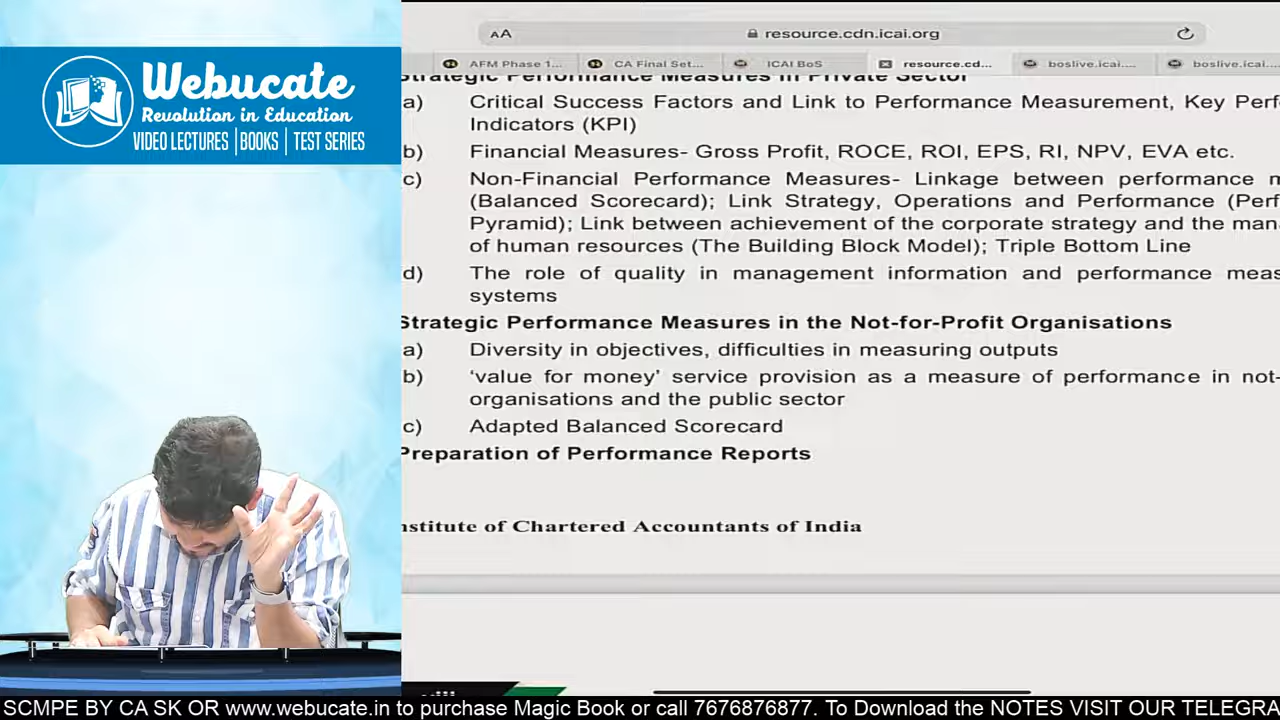 Webucate
Revolution in Education
VIDEO LECTURES | BOOKS | TEST SERIES
AA
resource.cdn.icai.org
AFM Phase 1...
CA Final Set...
ICAI BoS
resource.cd...
boslive.icai....
boslive.icai....
Strategic Performance Measures in Private Sector
a) Critical Success Factors and Link to Performance Measurement, Key Perf
Indicators (KPI)
b) Financial Measures- Gross Profit, ROCE, ROI, EPS, RI, NPV, EVA etc.
c) Non-Financial Performance Measures- Linkage between performance m
(Balanced Scorecard); Link Strategy, Operations and Performance (Perf
Pyramid); Link between achievement of the corporate strategy and the man
of human resources (The Building Block Model); Triple Bottom Line
d) The role of quality in management information and performance meas
systems
Strategic Performance Measures in the Not-for-Profit Organisations
a) Diversity in objectives, difficulties in measuring outputs
b) ‘value for money’ service provision as a measure of performance in not-
organisations and the public sector
c) Adapted Balanced Scorecard
Preparation of Performance Reports
nstitute of Chartered Accountants of India
SCMPE BY CA SK OR www.webucate.in to purchase Magic Book or call 7676876877. To Download the NOTES VISIT OUR TELEGRA